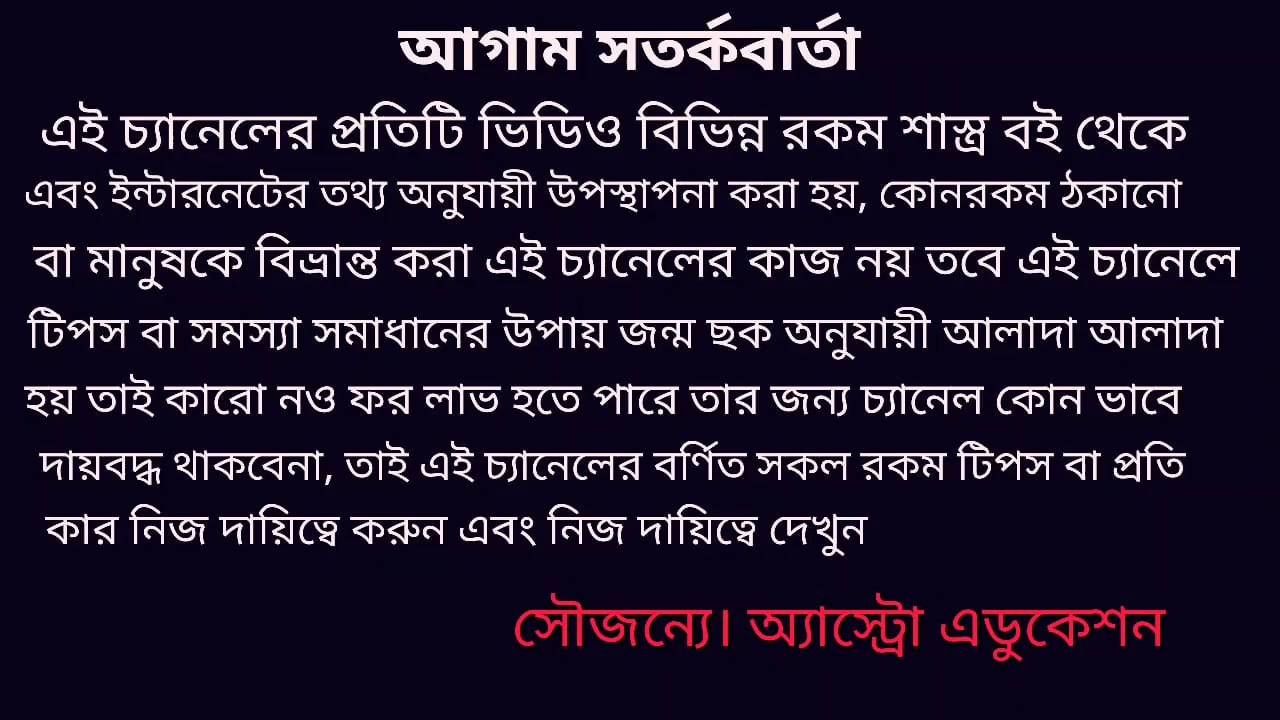 আগাম সতর্কবার্তা
এই চ্যানেলের প্রতিটি ভিডিও বিভিন্ন রকম শাস্ত্র বই থেকে
এবং ইন্টারনেটের তথ্য অনুযায়ী উপস্থাপনা করা হয়, কোনরকম ঠকানো
বা মানুষকে বিভ্রান্ত করা এই চ্যানেলের কাজ নয় তবে এই চ্যানেলে
টিপস বা সমস্যা সমাধানের উপায় জন্ম ছক অনুযায়ী আলাদা আলাদা
হয় তাই কারো নও ফর লাভ হতে পারে তার জন্য চ্যানেল কোন ভাবে
দায়বদ্ধ থাকবেনা, তাই এই চ্যানেলের বর্ণিত সকল রকম টিপস বা প্রতি
কার নিজ দায়িত্বে করুন এবং নিজ দায়িত্বে দেখুন
সৌজন্যে। অ্যাস্ট্রো এডুকেশন